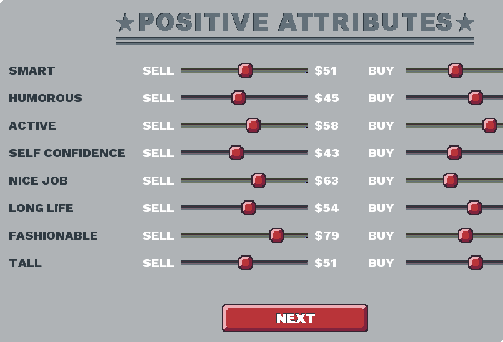 ★POSITIVE ATTRIBUTES★
SMART SELL $51 BUY
HUMOROUS SELL $45 BUY
ACTIVE SELL $58 BUY
SELF CONFIDENCE SELL $43 BUY
NICE JOB SELL $63 BUY
LONG LIFE SELL $54 BUY
FASHIONABLE SELL $79 BUY
TALL SELL $51 BUY
NEXT